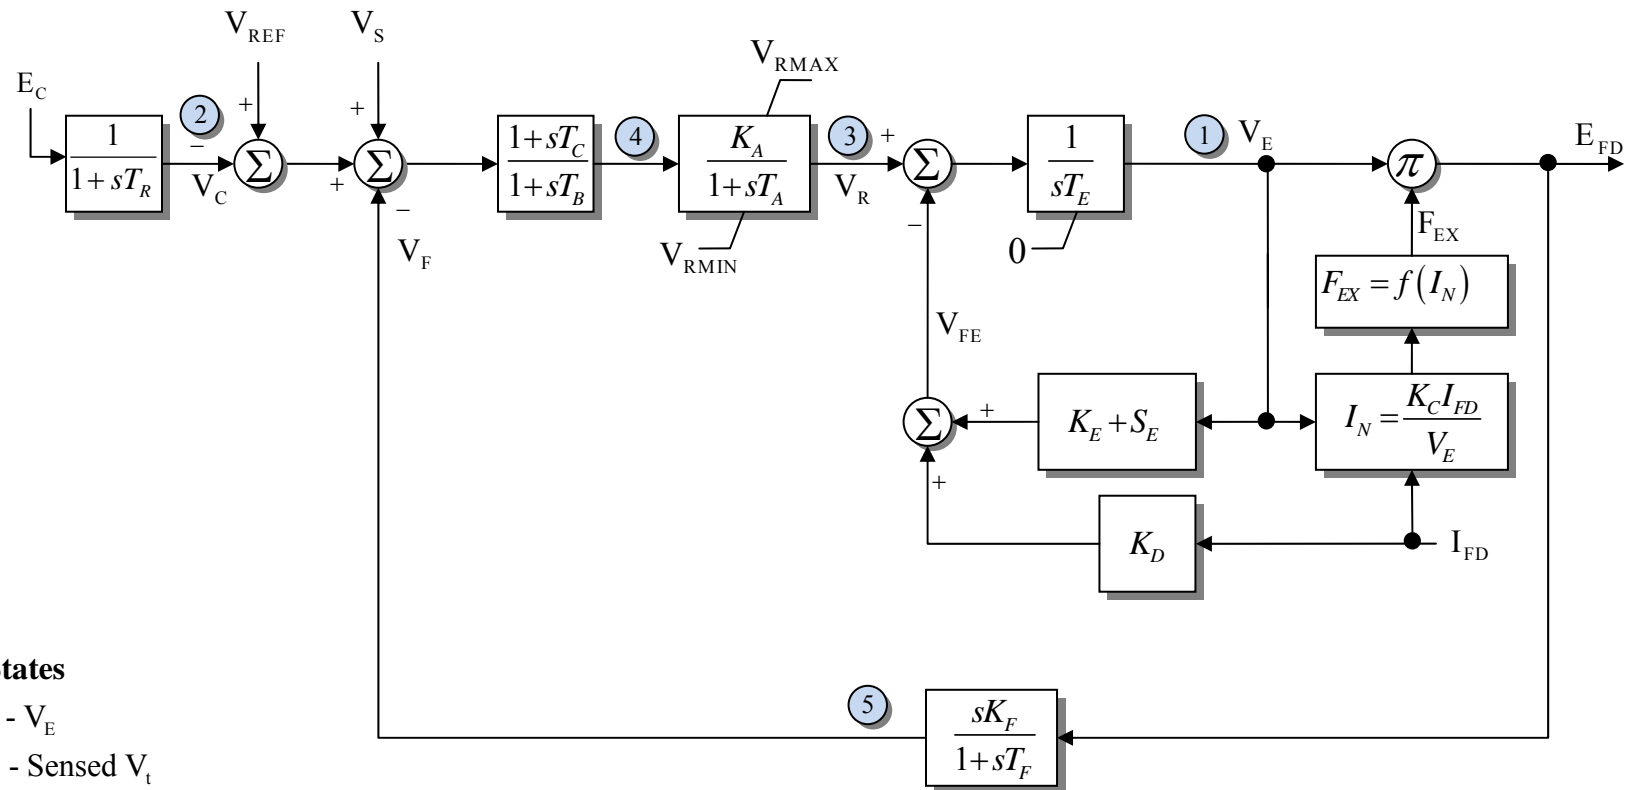 V_REF
V_S
V_RMAX
E_C
2
4
3
1
V_E
E_FD
+
+
−
+
1
1+sT_R
Σ
+
Σ
1+sT_C
1+sT_B
K_A
1+sT_A
Σ
1
sT_E
π
V_C
V_R
−
V_F
V_RMIN
−
0
F_EX
F_EX = f(I_N)
V_FE
Σ
+
K_E + S_E
I_N = K_C I_FD
V_E
+
K_D
I_FD
tates
- V_E
- Sensed V_t
5
sK_F
1+sT_F